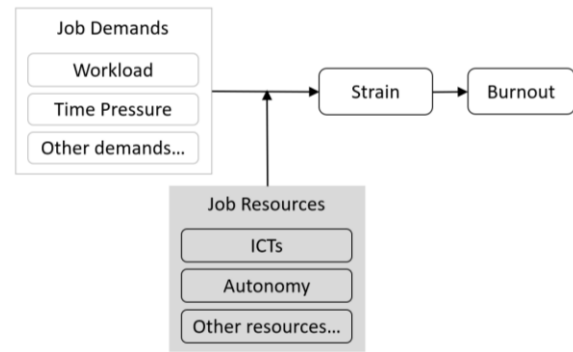 Job Demands
Workload
Time Pressure
Other demands...
Strain
Burnout
Job Resources
ICTs
Autonomy
Other resources...